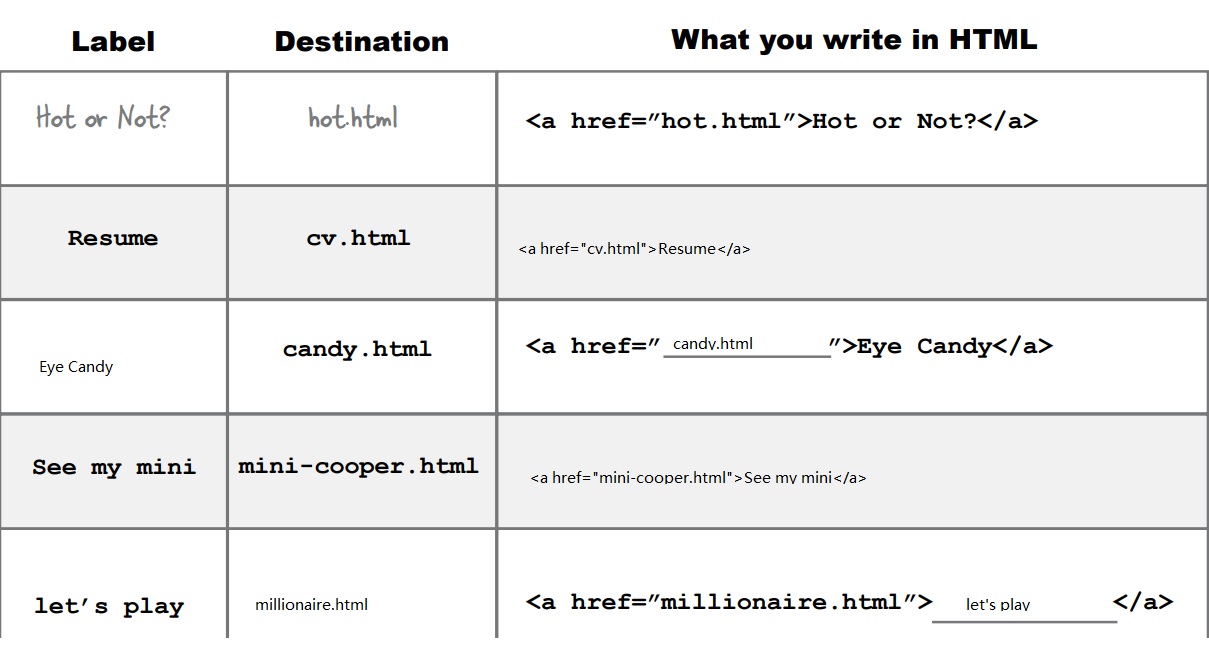 Label Destination What you write in HTML
Hot or Not? hot.html <a href=”hot.html”>Hot or Not?</a>
Resume cv.html <a href="cv.html">Resume</a>
Eye Candy candy.html <a href=”candy.html”>Eye Candy</a>
See my mini mini-cooper.html <a href="mini-cooper.html">See my mini</a>
let’s play millionaire.html <a href=”millionaire.html”>let's play</a>